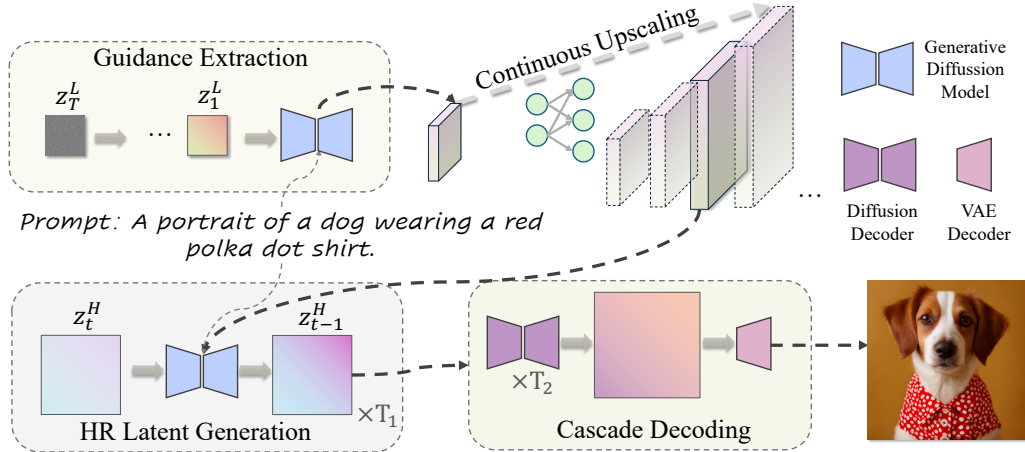 Guidance Extraction
z_T^L
...
z_1^L
Continuous Upscaling
...
Generative
Diffussion
Model
Diffusion
Decoder
VAE
Decoder
Prompt: A portrait of a dog wearing a red
polka dot shirt.
z_t^H
z_{t-1}^H
×T_1
HR Latent Generation
×T_2
Cascade Decoding